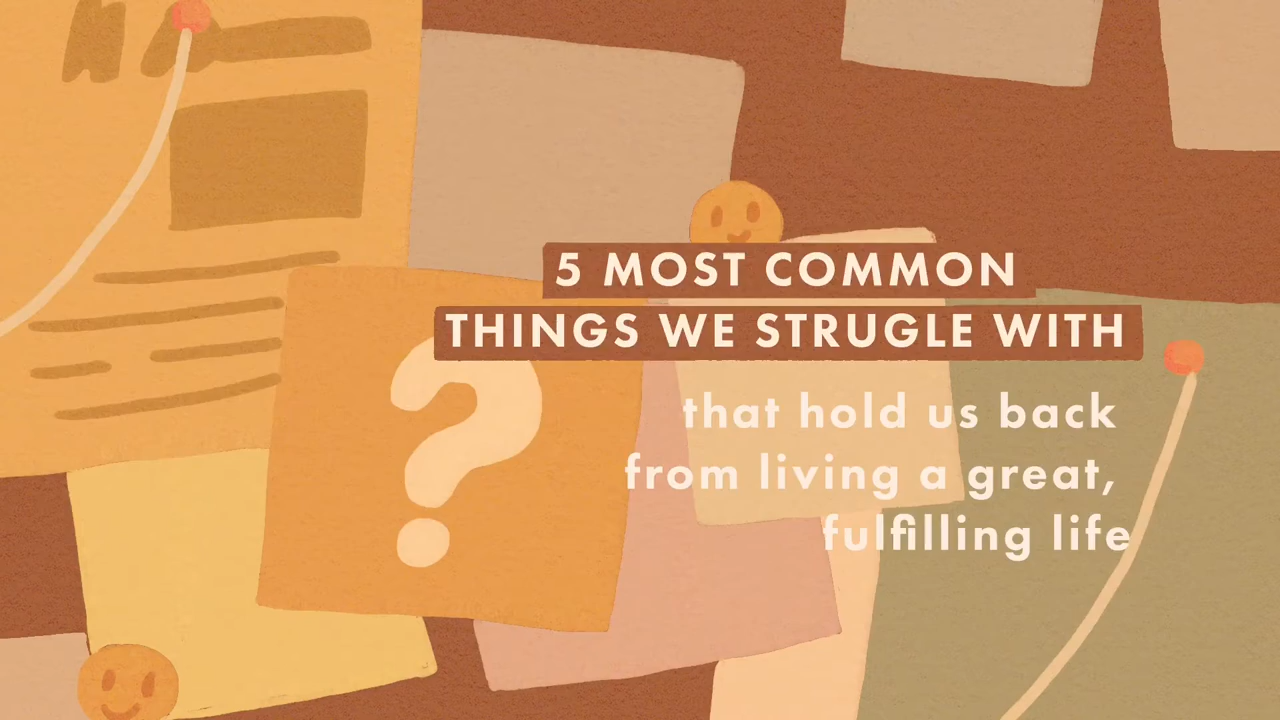 5 MOST COMMON
THINGS WE STRUGLE WITH
that hold us back
from living a great,
fulfilling life
?